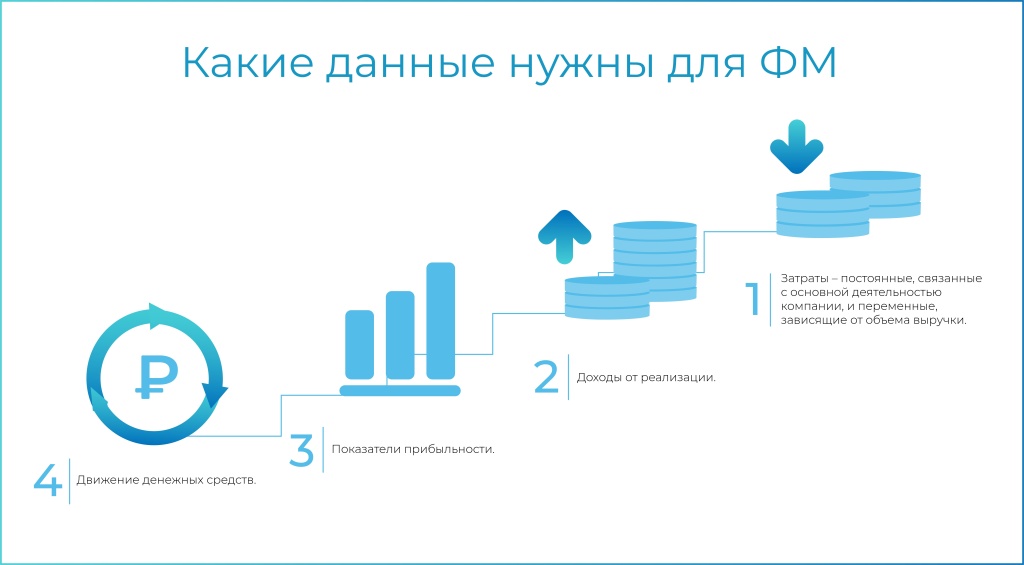 Какие данные нужны для ФМ
1
Затраты – постоянные, связанные
с основной деятельностью
компании, и переменные,
зависящие от объема выручки.
2
Доходы от реализации.
3
Показатели прибыльности.
4
Движение денежных средств.
₽